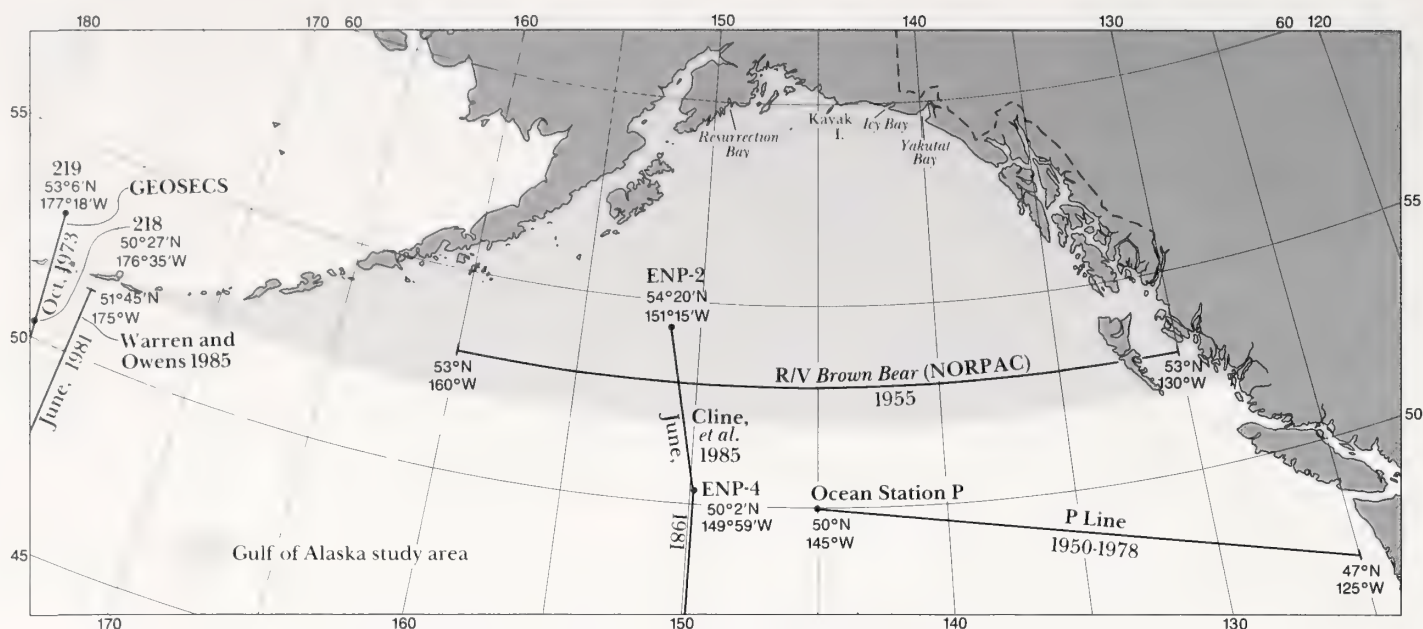 180
170
60
160
150
140
130
60
120
55
50
45
55
50
170
160
150
140
130
219
53°6′N
177°18′W
GEOSECS
Oct. 1973
218
50°27′N
176°35′W
51°45′N
175°W
June, 1981
Warren and
Owens 1985
Resurrection
Bay
Kayak
I.
Icy Bay
Yakutat
Bay
ENP-2
54°20′N
151°15′W
53°N
160°W
R/V Brown Bear (NORPAC)
1955
53°N
130°W
June,
1981
Cline,
et al.
1985
ENP-4
50°2′N
149°59′W
Ocean Station P
50°N
145°W
P Line
1950-1978
47°N
125°W
Gulf of Alaska study area